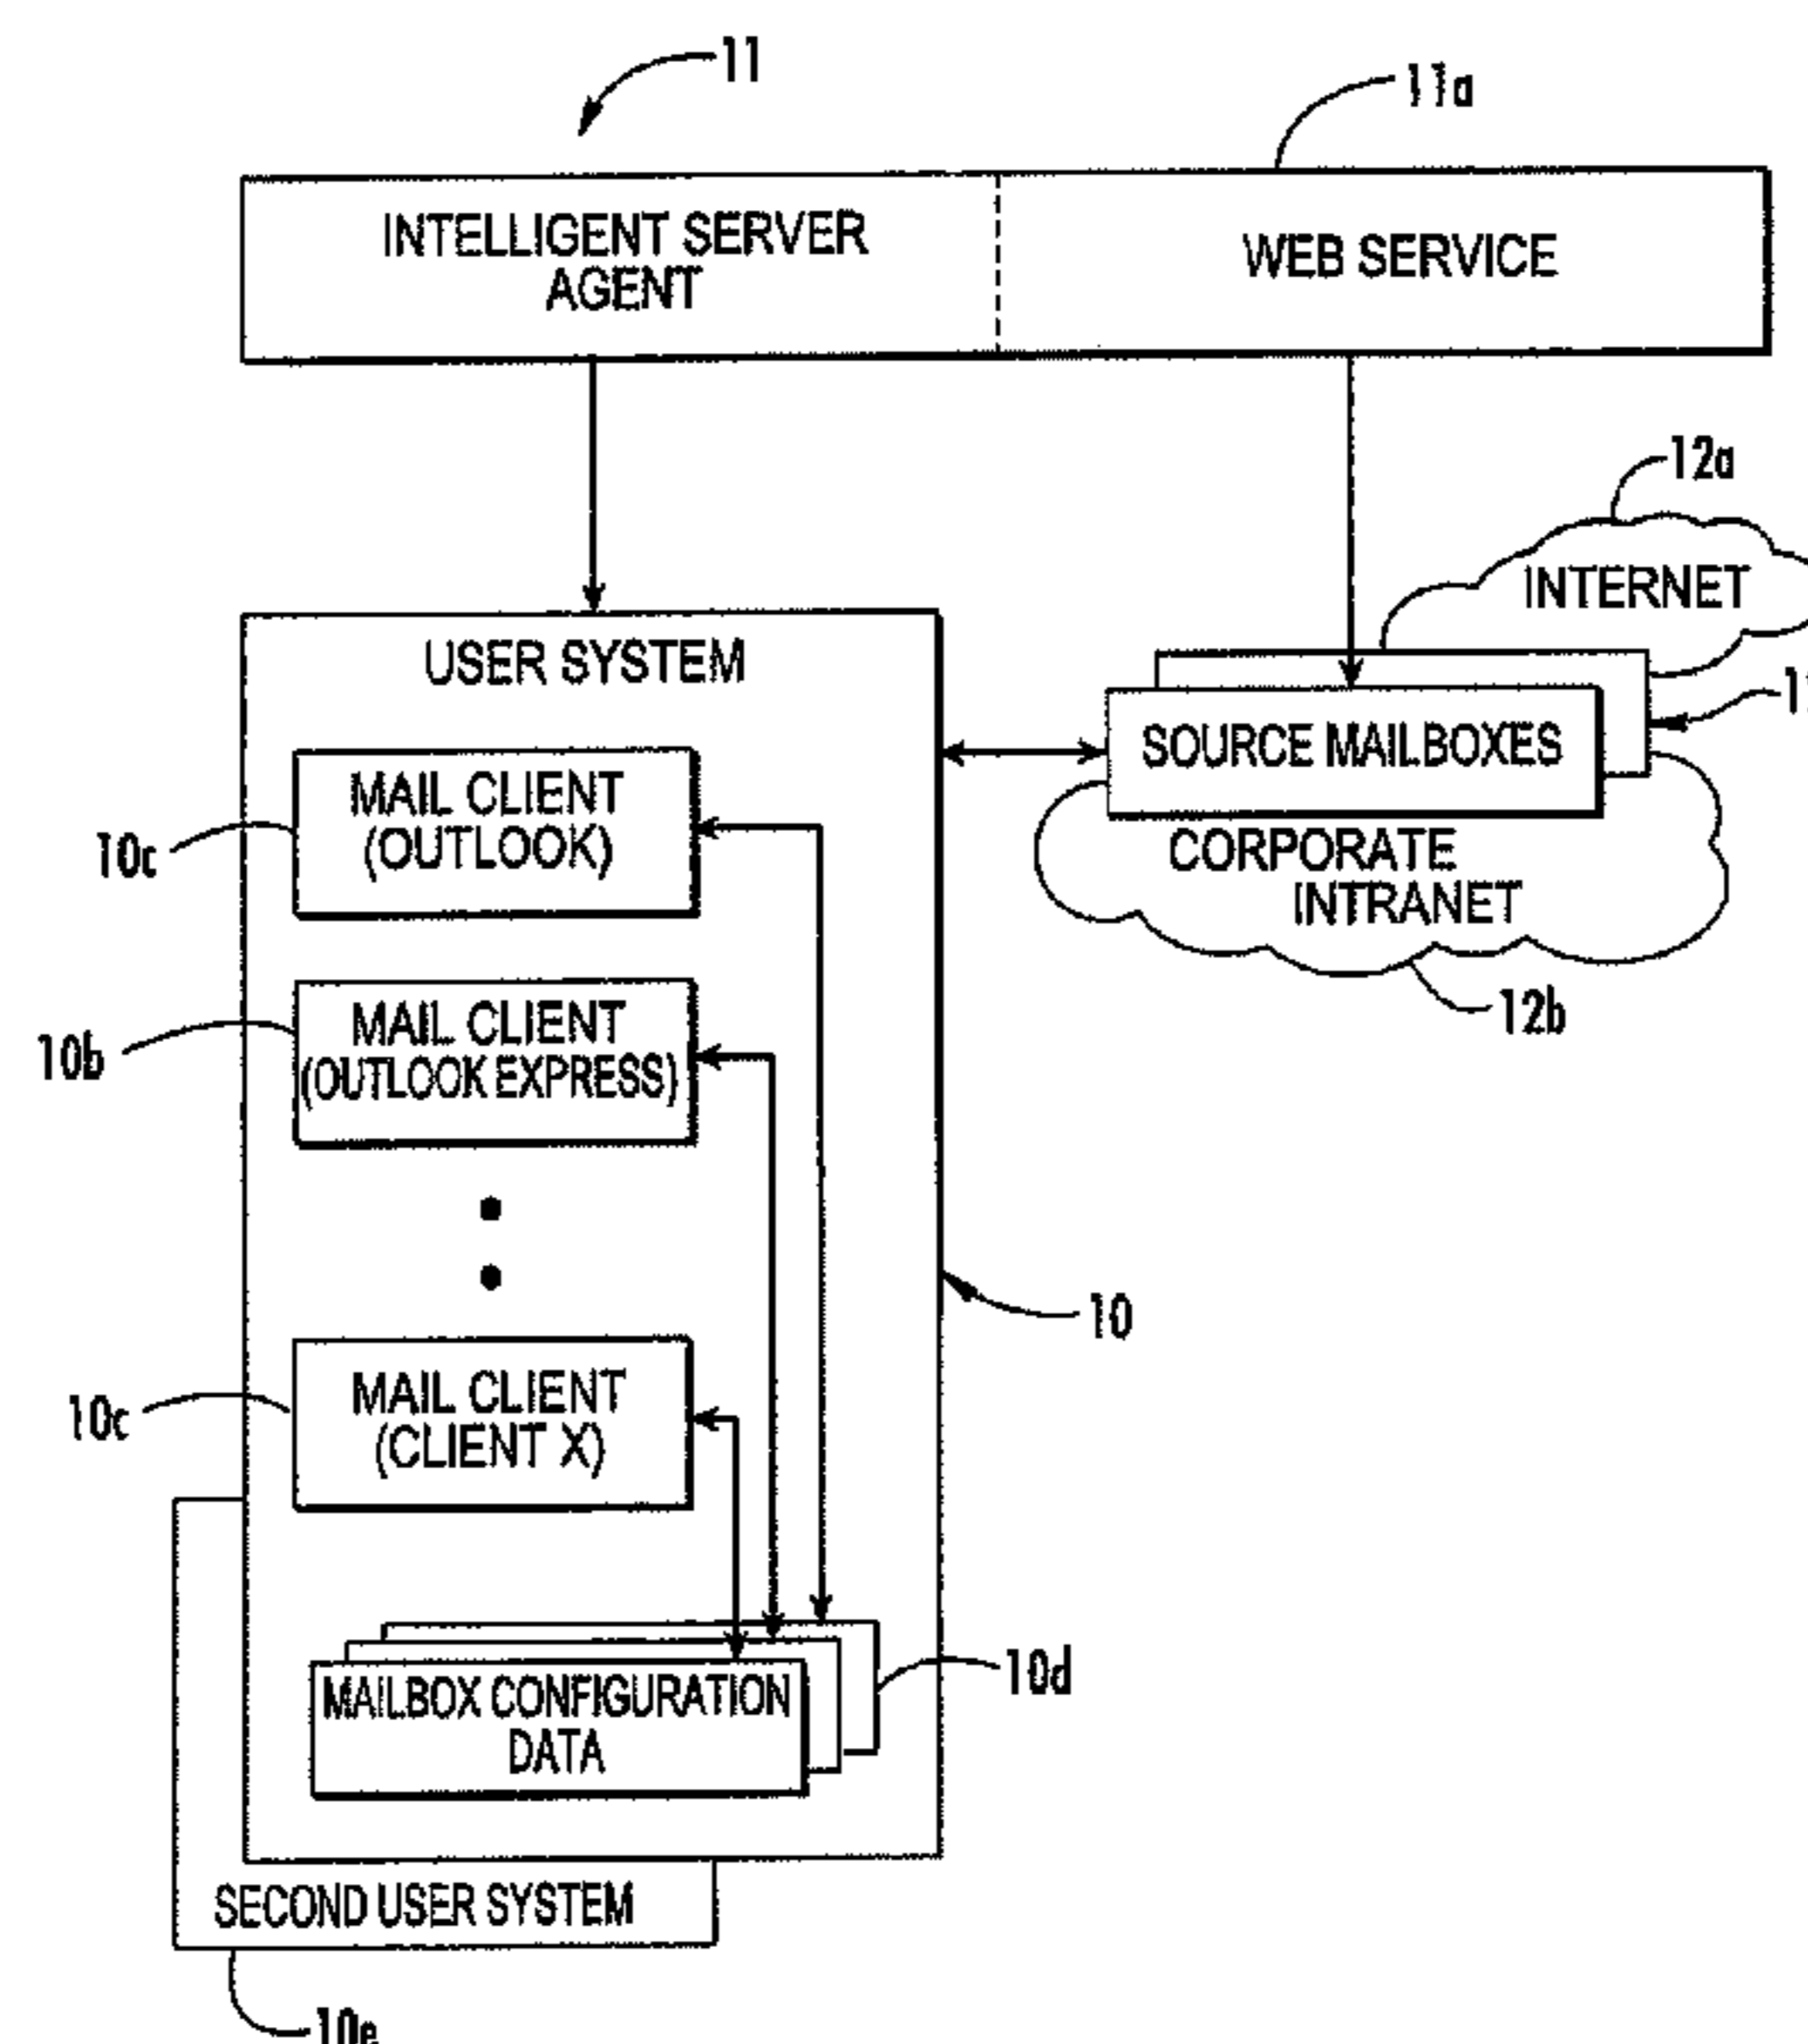 11
11a
INTELLIGENT SERVER
AGENT
WEB SERVICE
12a
INTERNET
USER SYSTEM
SOURCE MAILBOXES
MAIL CLIENT
(OUTLOOK)
10c
CORPORATE
INTRANET
12b
MAIL CLIENT
(OUTLOOK EXPRESS)
10b
10
MAIL CLIENT
(CLIENT X)
10c
10d
MAILBOX CONFIGURATION
DATA
SECOND USER SYSTEM
10e